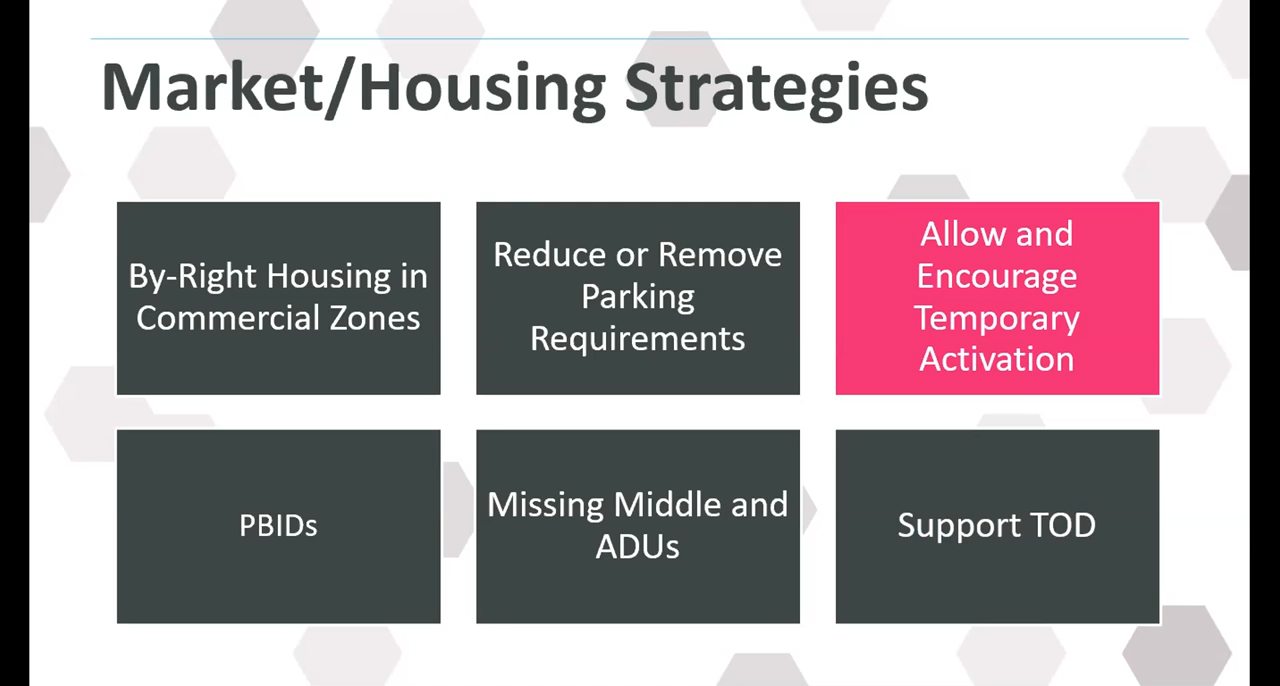 Market/Housing Strategies
By-Right Housing in
Commercial Zones
Reduce or Remove
Parking
Requirements
Allow and
Encourage
Temporary
Activation
PBIDs
Missing Middle and
ADUs
Support TOD